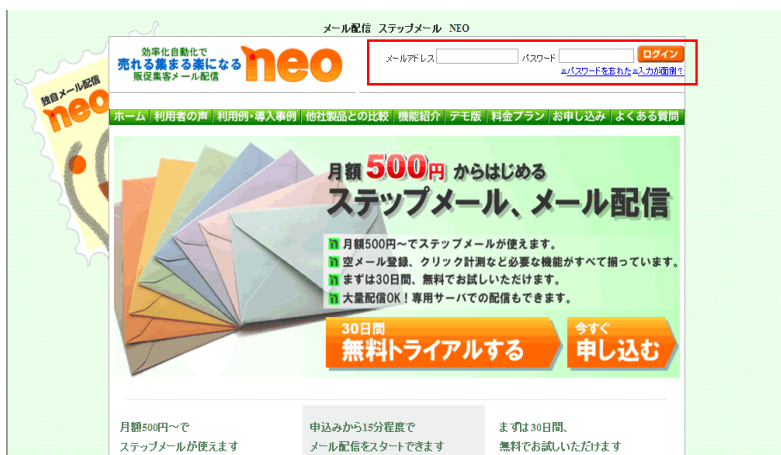 メール配信 ステップメール NEO
独自メール配信
neo
効率化自動化で
売れる集まる楽になる
販促集客メール配信
neo
メールアドレス パスワード ログイン
≫パスワードを忘れた ≫入力が面倒?
ホーム 利用者の声 利用例・導入事例 他社製品との比較 機能紹介 デモ版 料金プラン お申し込み よくある質問
月額500円からはじめる
ステップメール、メール配信
月額500円~でステップメールが使えます。
空メール登録、クリック計測など必要な機能がすべて揃っています。
まずは30日間、無料でお試しいただけます。
大量配信OK!専用サーバでの配信もできます。
30日間
無料トライアルする
今すぐ
申し込む
月額500円~で
ステップメールが使えます
申込みから15分程度で
メール配信をスタートできます
まずは30日間、
無料でお試しいただけます